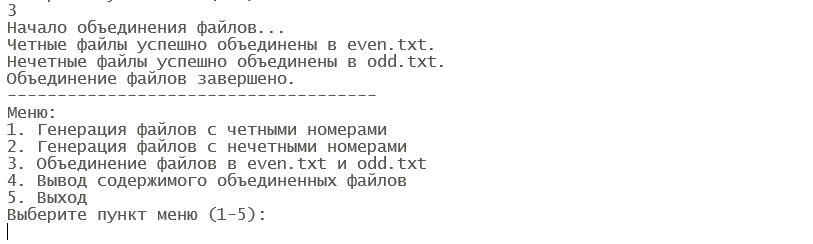 3
Начало объединения файлов...
Четные файлы успешно объединены в even.txt.
Нечетные файлы успешно объединены в odd.txt.
Объединение файлов завершено.
-------------------------------------
Меню:
1. Генерация файлов с четными номерами
2. Генерация файлов с нечетными номерами
3. Объединение файлов в even.txt и odd.txt
4. Вывод содержимого объединенных файлов
5. Выход
Выберите пункт меню (1-5):